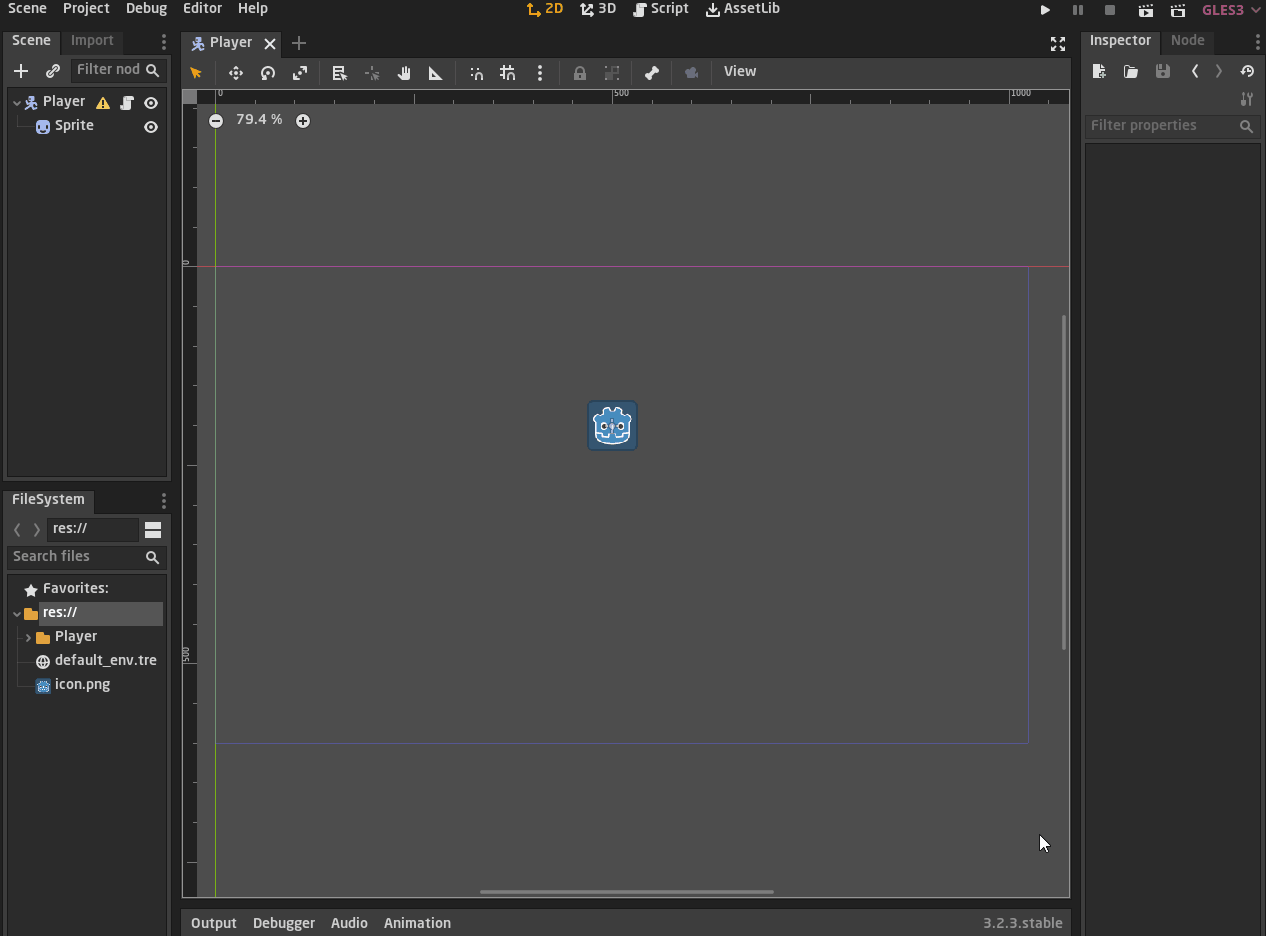 Scene Project Debug Editor Help 2D 3D Script AssetLib GLES3
Scene Import
Filter nod
Player
Sprite
FileSystem
res://
Search files
Favorites:
res://
Player
default_env.tre
icon.png
Player
View
0 500 1000
79.4 %
0
500
Output Debugger Audio Animation 3.2.3.stable
Inspector Node
Filter properties